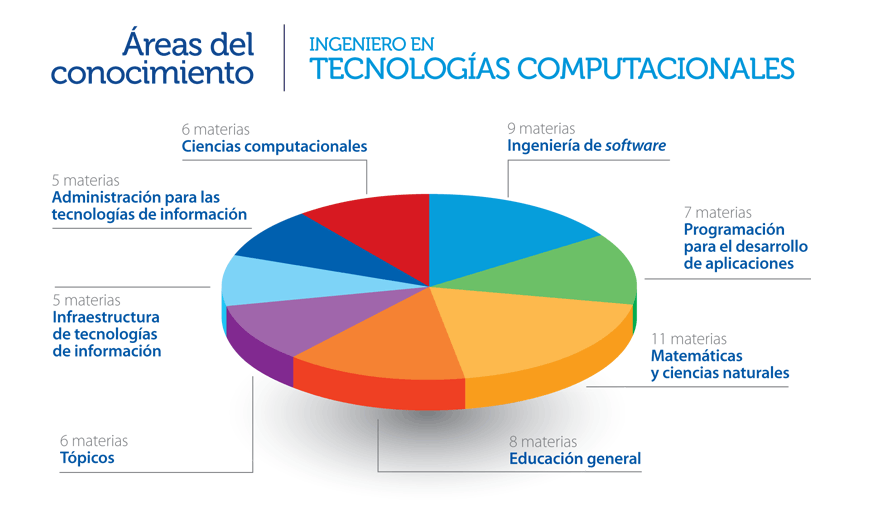 Áreas del
conocimiento
INGENIERO EN
TECNOLOGÍAS COMPUTACIONALES
6 materias
Ciencias computacionales
9 materias
Ingeniería de software
5 materias
Administración para las
tecnologías de información
7 materias
Programación
para el desarrollo
de aplicaciones
5 materias
Infraestructura
de tecnologías
de información
11 materias
Matemáticas
y ciencias naturales
6 materias
Tópicos
8 materias
Educación general